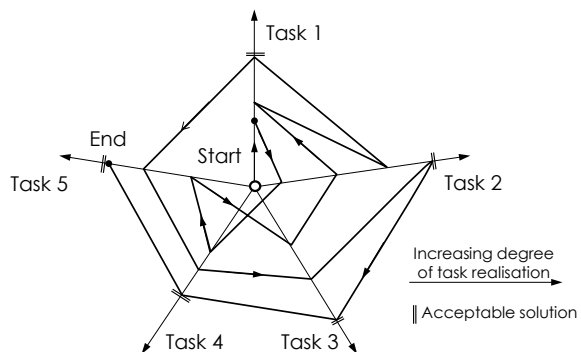 Task 1
End
Start
Task 5
Task 2
Increasing degree
of task realisation
Acceptable solution
Task 4
Task 3